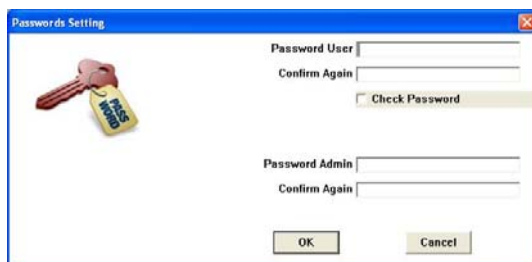 Passwords Setting
Password User
Confirm Again
Check Password
PASS
WORD
Password Admin
Confirm Again
OK
Cancel